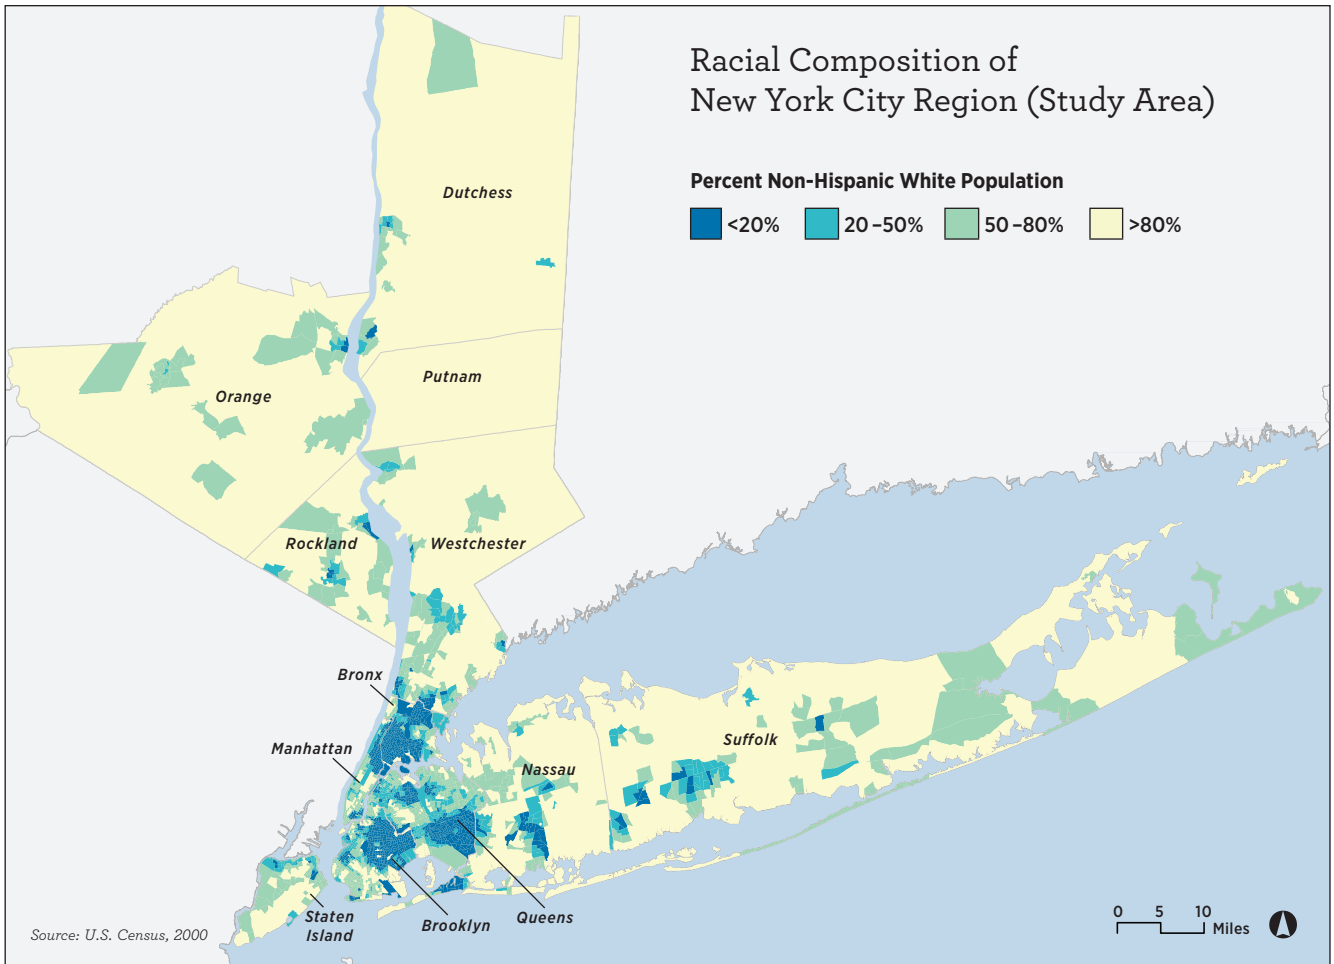 Racial Composition of
New York City Region (Study Area)
Percent Non-Hispanic White Population
<20%
20–50%
50–80%
>80%
Dutchess
Putnam
Orange
Rockland
Westchester
Bronx
Manhattan
Suffolk
Nassau
Staten
Island
Brooklyn
Queens
Source: U.S. Census, 2000
0 5 10
Miles